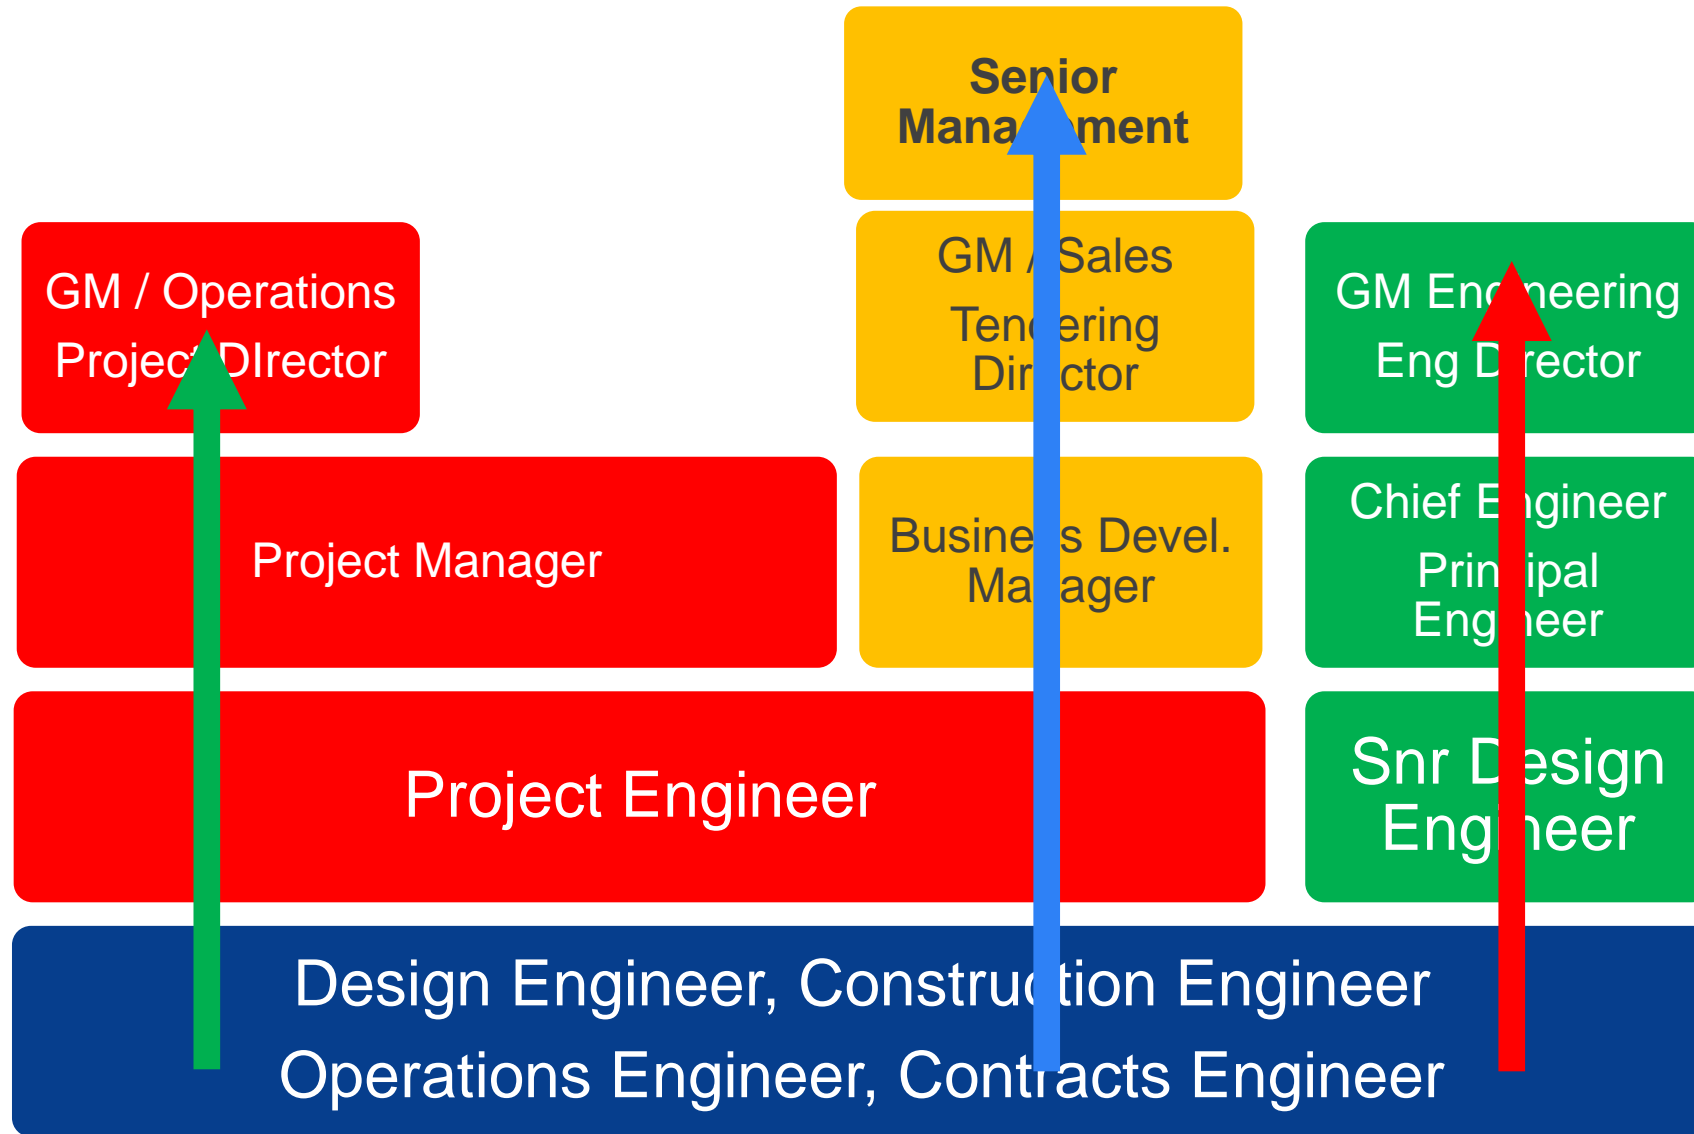 Senior
Management
GM / Operations
Project DIrector
GM / Sales
Tendering
Director
GM Engineering
Eng Director
Project Manager
Business Devel.
Manager
Chief Engineer
Principal
Engineer
Project Engineer
Snr Design
Engineer
Design Engineer, Construction Engineer
Operations Engineer, Contracts Engineer